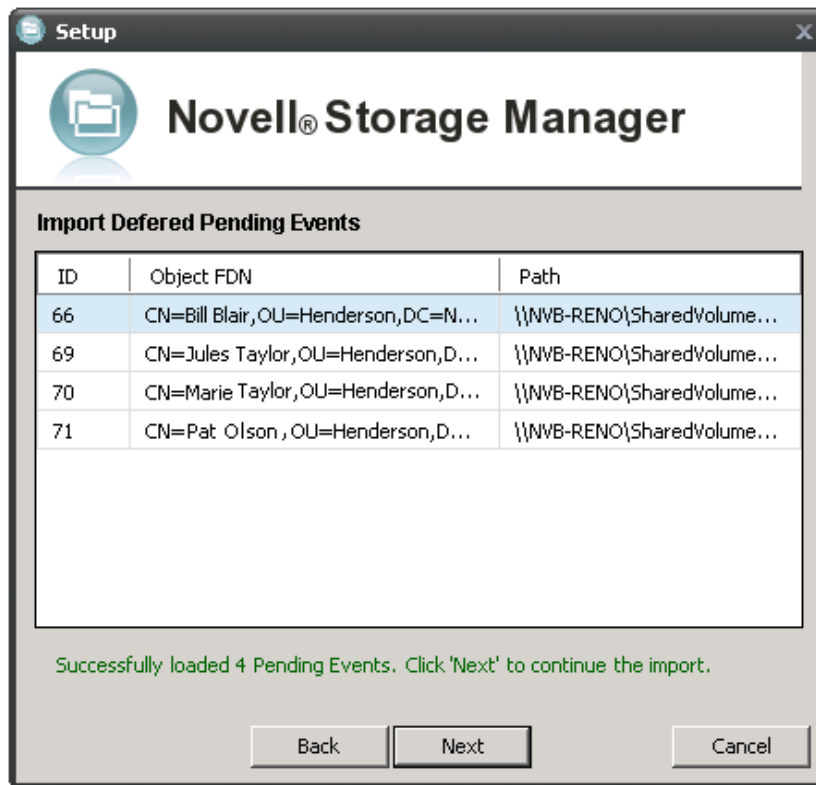 Setup
Novell® Storage Manager
Import Defered Pending Events
ID Object FDN Path
66 CN=Bill Blair,OU=Henderson,DC=N... \\NVB-RENO\SharedVolume...
69 CN=Jules Taylor,OU=Henderson,D... \\NVB-RENO\SharedVolume...
70 CN=Marie Taylor,OU=Henderson,D... \\NVB-RENO\SharedVolume...
71 CN=Pat Olson,OU=Henderson,D... \\NVB-RENO\SharedVolume...
Successfully loaded 4 Pending Events. Click 'Next' to continue the import.
Back Next Cancel